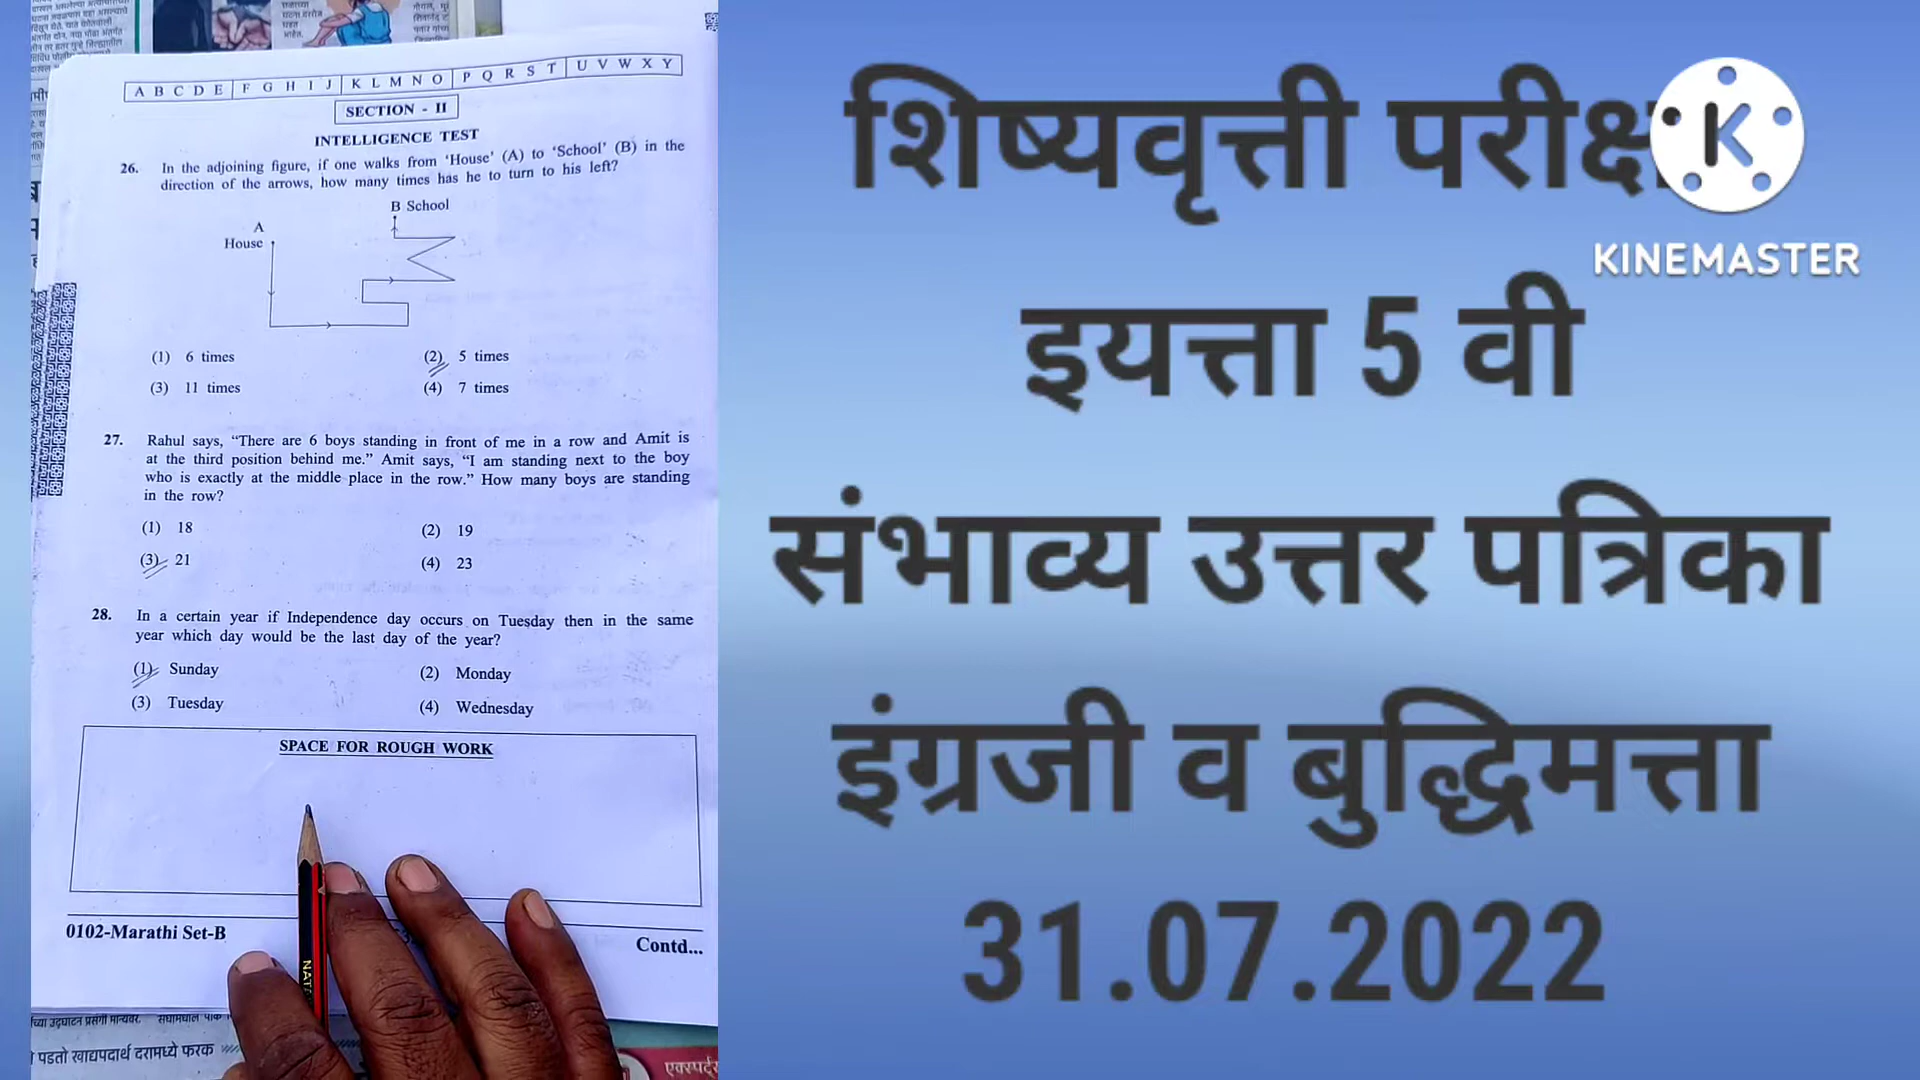 A B C D E F G H I J K L M N O P Q R S T U V W X Y
SECTION - II
INTELLIGENCE TEST
26. In the adjoining figure, if one walks from ‘House’ (A) to ‘School’ (B) in the
direction of the arrows, how many times has he to turn to his left?
B School
A
House
(1) 6 times (2) 5 times
(3) 11 times (4) 7 times
27. Rahul says, “There are 6 boys standing in front of me in a row and Amit is
at the third position behind me.” Amit says, “I am standing next to the boy
who is exactly at the middle place in the row.” How many boys are standing
in the row?
(1) 18 (2) 19
(3) 21 (4) 23
28. In a certain year if Independence day occurs on Tuesday then in the same
year which day would be the last day of the year?
(1) Sunday (2) Monday
(3) Tuesday (4) Wednesday
SPACE FOR ROUGH WORK
0102-Marathi Set-B
Contd...
पडतो खाद्यपदार्थ दरामध्ये फरक
शिष्यवृत्ती परीक्षा
इयत्ता 5 वी
संभाव्य उत्तर पत्रिका
इंग्रजी व बुद्धिमत्ता
31.07.2022
K
KINEMASTER